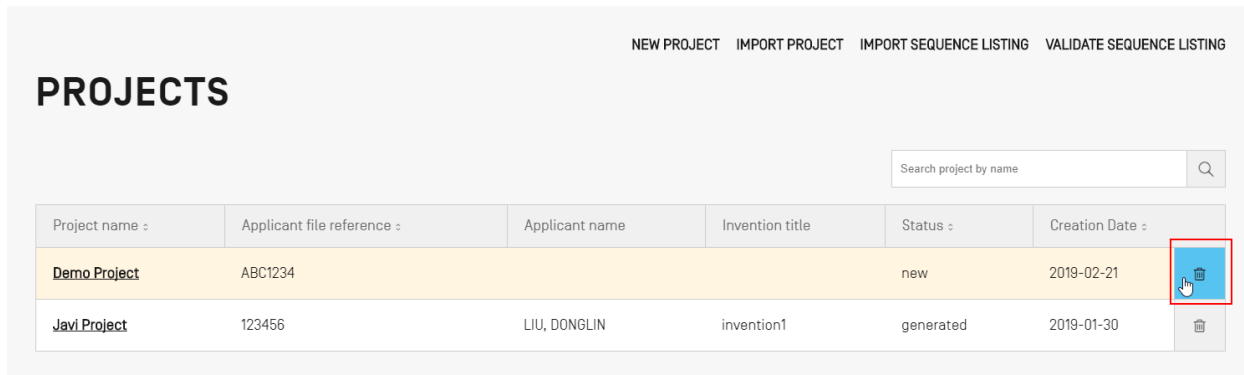 NEW PROJECT IMPORT PROJECT IMPORT SEQUENCE LISTING VALIDATE SEQUENCE LISTING
PROJECTS
Search project by name
Project name Applicant file reference Applicant name Invention title Status Creation Date
Demo Project ABC1234 new 2019-02-21
Javi Project 123456 LIU, DONGLIN invention1 generated 2019-01-30